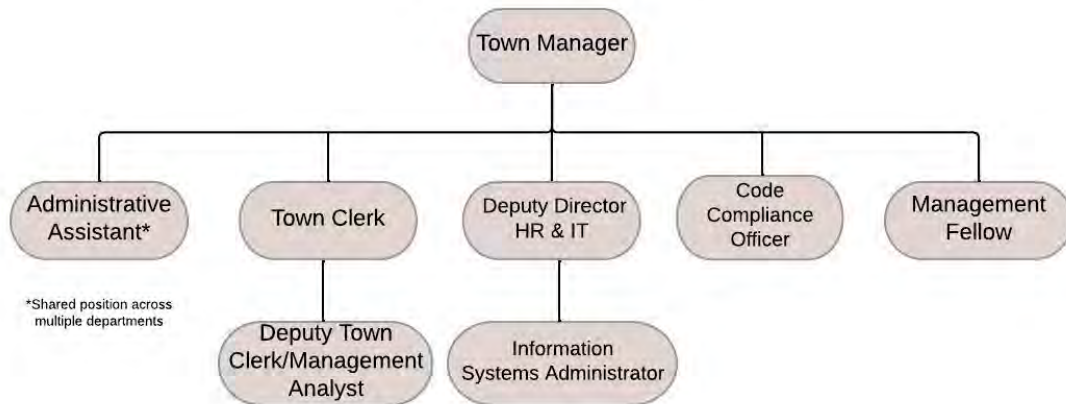 Town Manager
Administrative
Assistant*
Town Clerk
Deputy Director
HR & IT
Code
Compliance
Officer
Management
Fellow
*Shared position across
multiple departments
Deputy Town
Clerk/Management
Analyst
Information
Systems Administrator